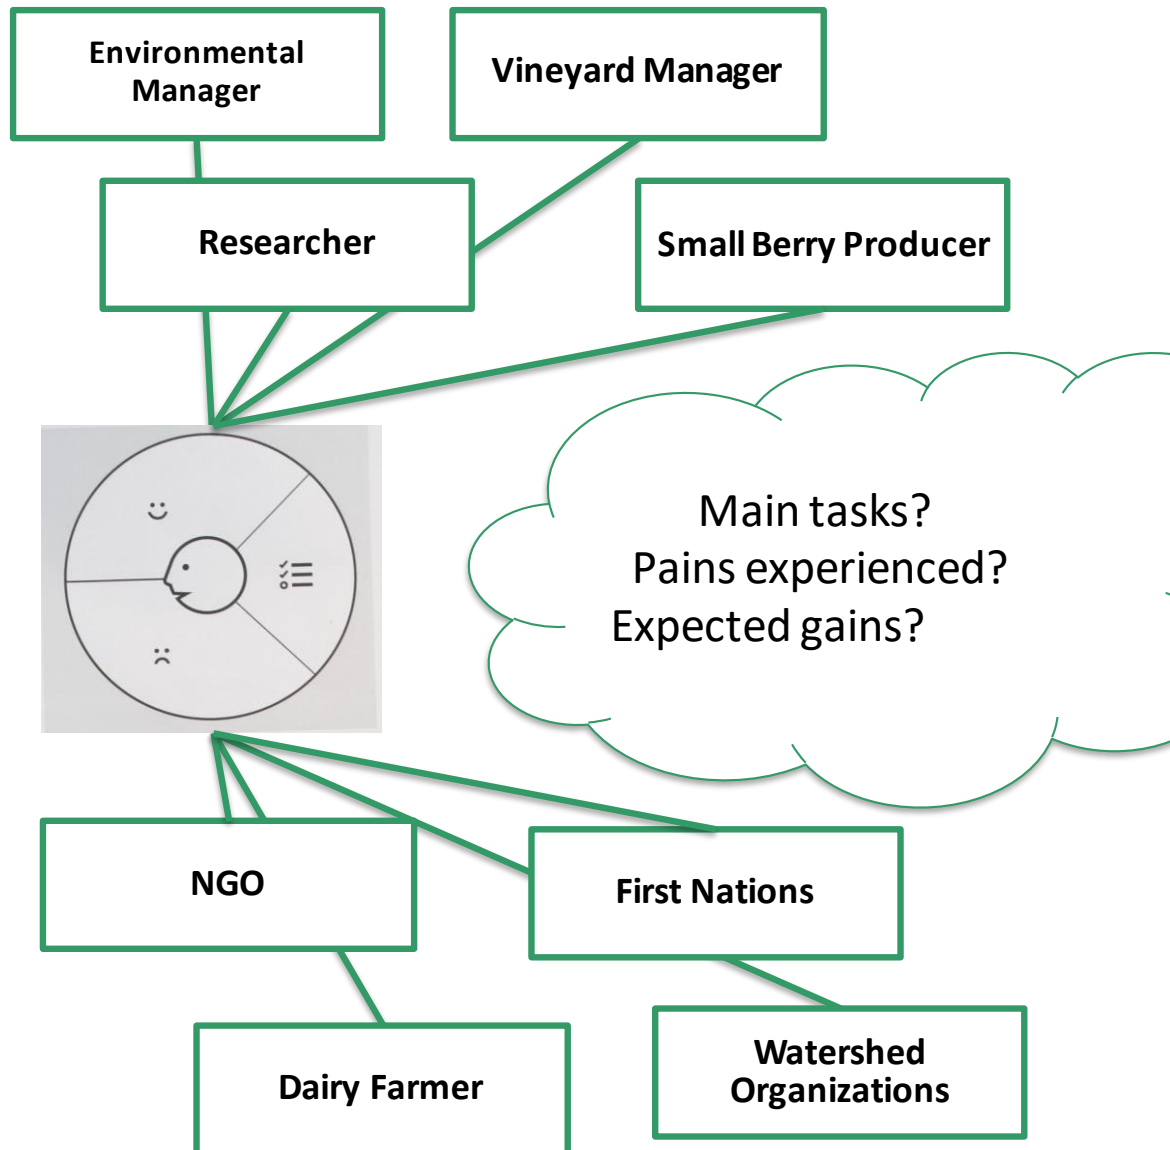 Environmental
Manager
Vineyard Manager
Researcher
Small Berry Producer
Main tasks?
Pains experienced?
Expected gains?
NGO
First Nations
Dairy Farmer
Watershed
Organizations